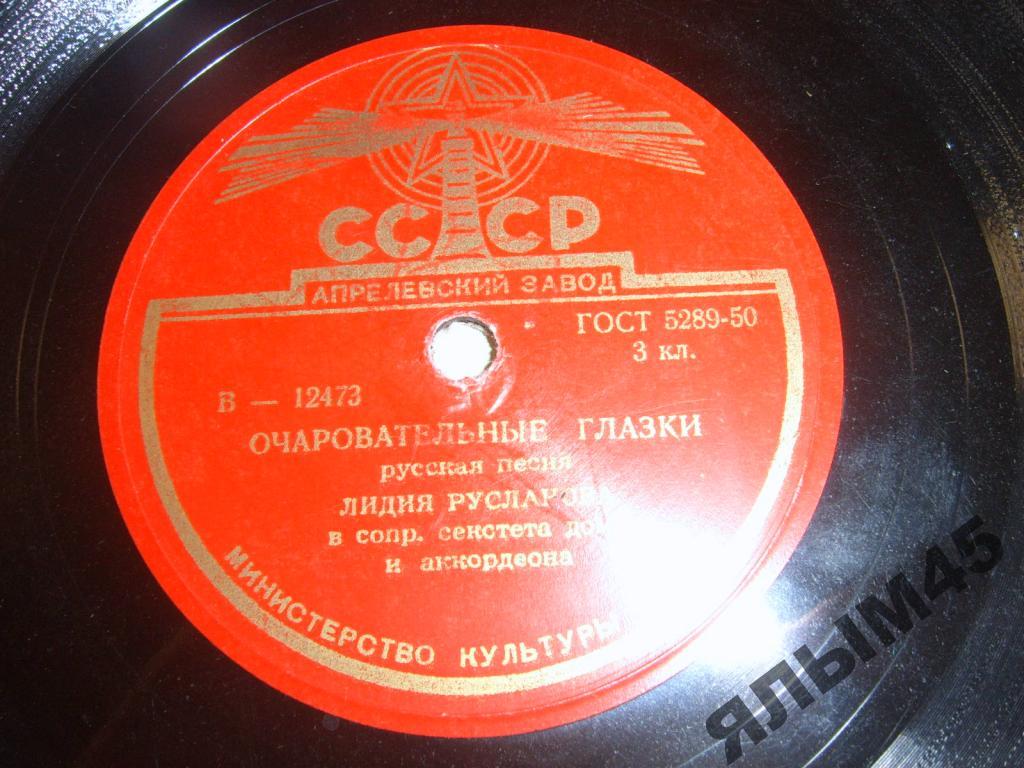 СССР
АПРЕЛЕВСКИЙ ЗАВОД
ГОСТ 5289-50
3 кл.
В — 12473
ОЧАРОВАТЕЛЬНЫЕ ГЛАЗКИ
русская песня
ЛИДИЯ РУСЛАНОВА
в сопр. секстета
и аккордеона
МИНИСТЕРСТВО КУЛЬТУРЫ
ЯЛЫМ45